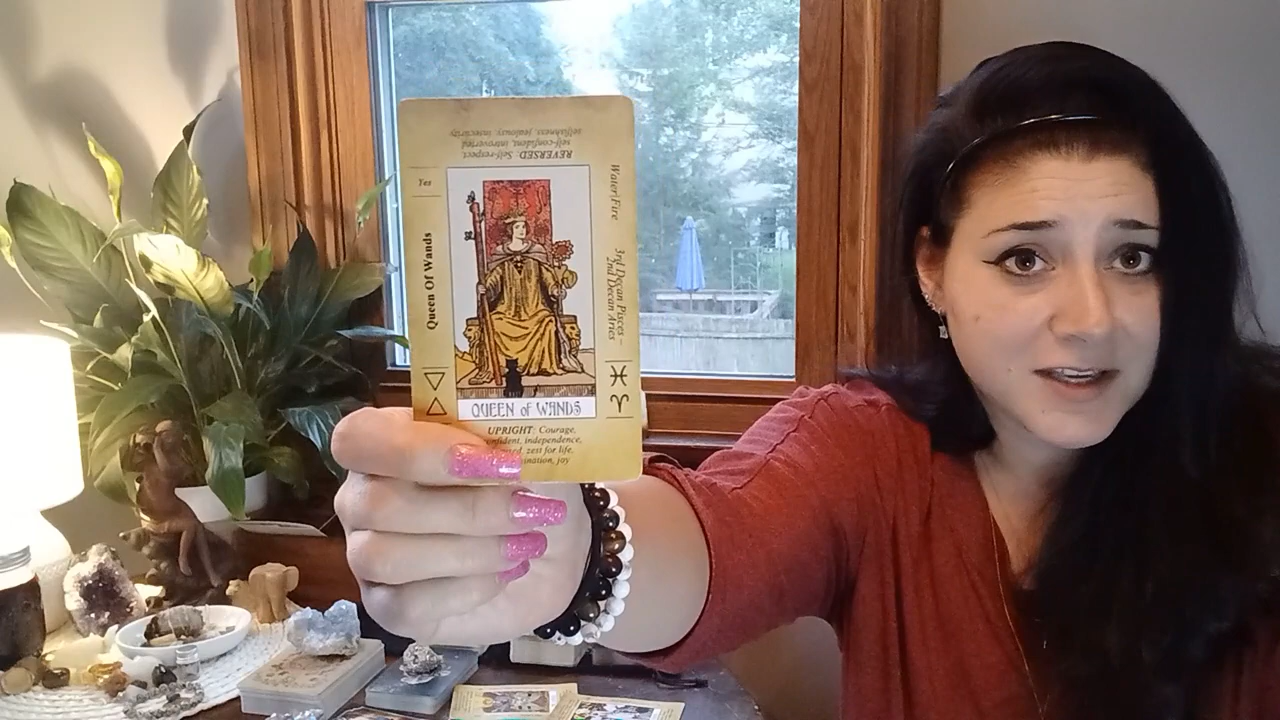 REVERSED: Self-respect,
self-confident, introverted
selfishness, jealousy, insecurity
Yes
Queen Of Wands
Water/Fire
3rd Decan Pisces –
2nd Decan Aries
QUEEN of WANDS
UPRIGHT: Courage,
confident, independence,
zest for life,
joy